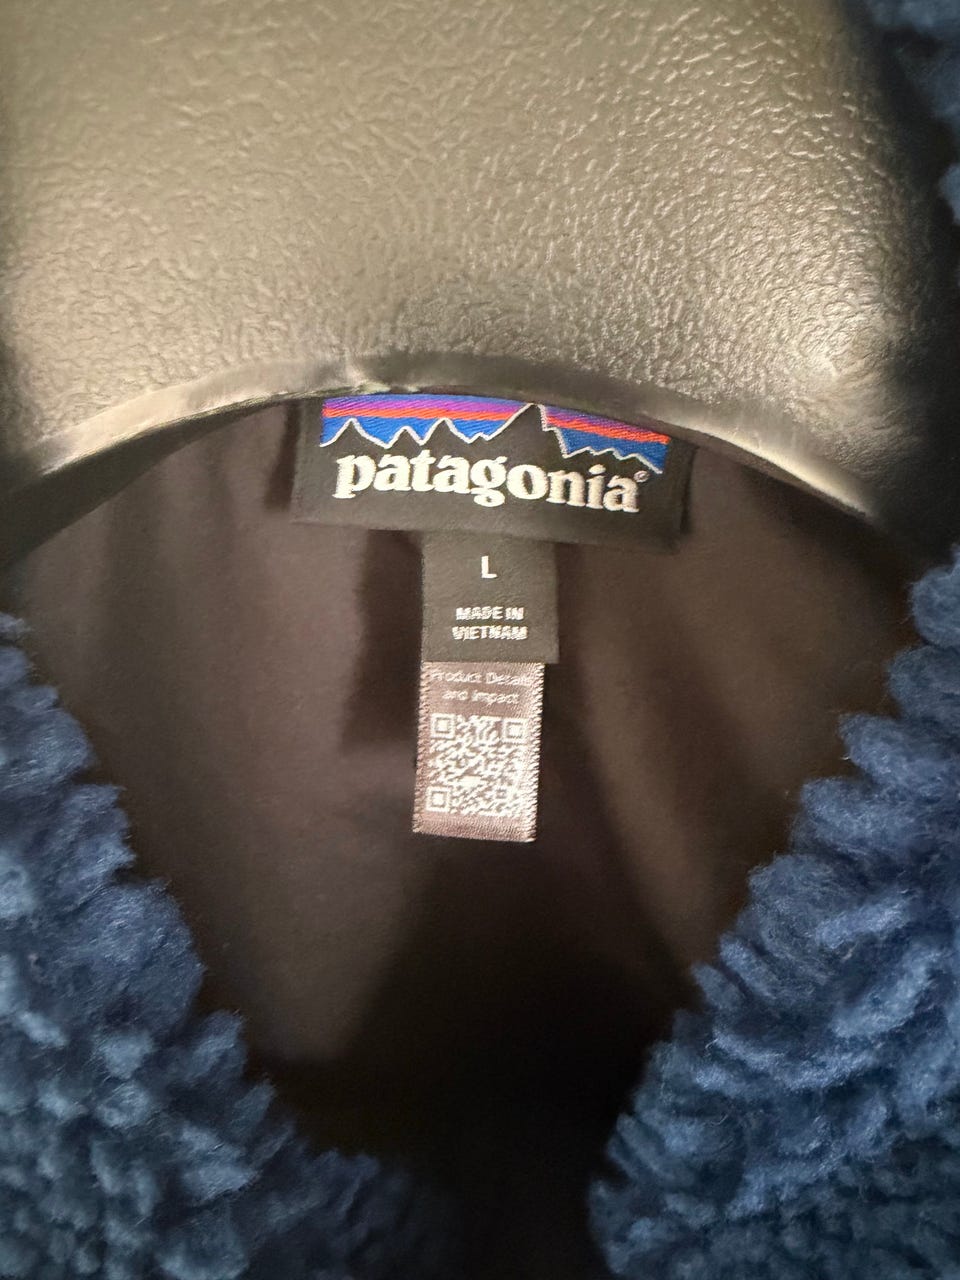 patagonia®
L
MADE IN
VIETNAM
Product Details
and Impact